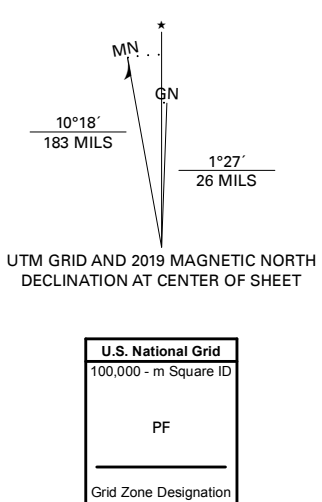 ★
MN
GN
10°18´
183 MILS
1°27´
26 MILS
UTM GRID AND 2019 MAGNETIC NORTH
DECLINATION AT CENTER OF SHEET
U.S. National Grid
100,000 - m Square ID
PF
Grid Zone Designation